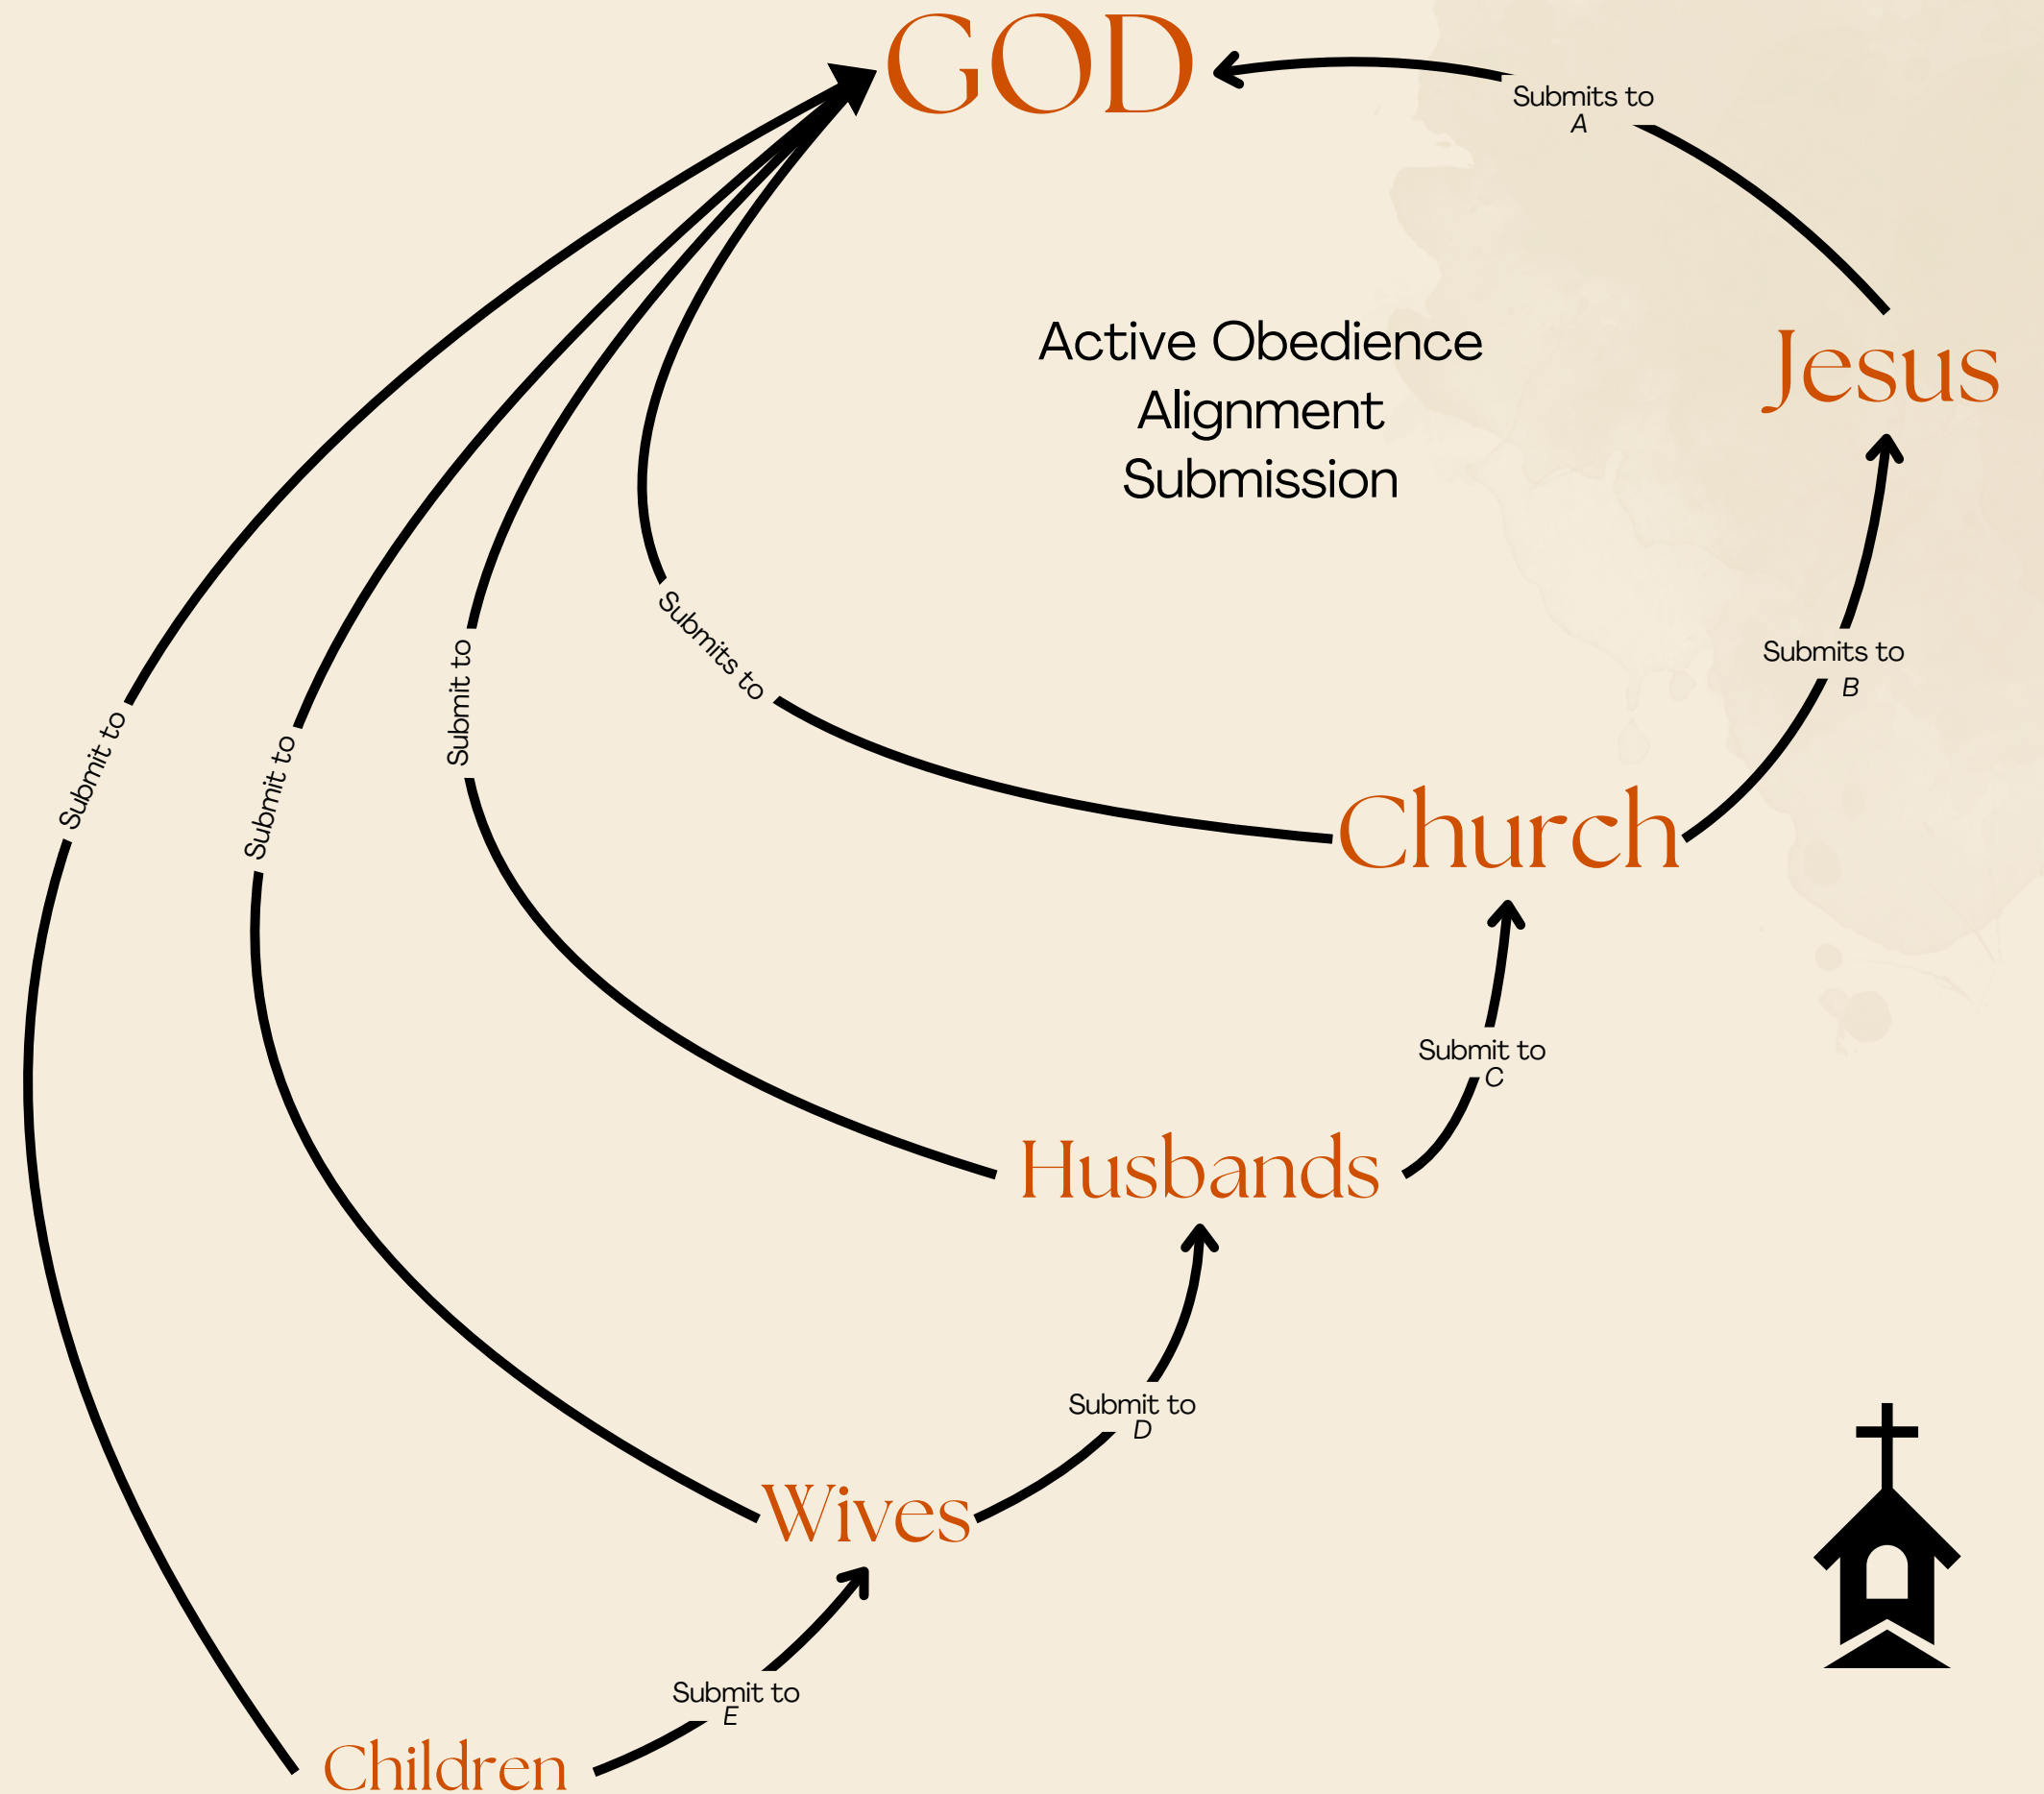 GOD
Submits to
A
Active Obedience
Alignment
Submission
Jesus
Submits to
Submit to
Submits to
B
Submit to
Submit to
Church
Submit to
C
Husbands
Submit to
D
Wives
Submit to
E
Children